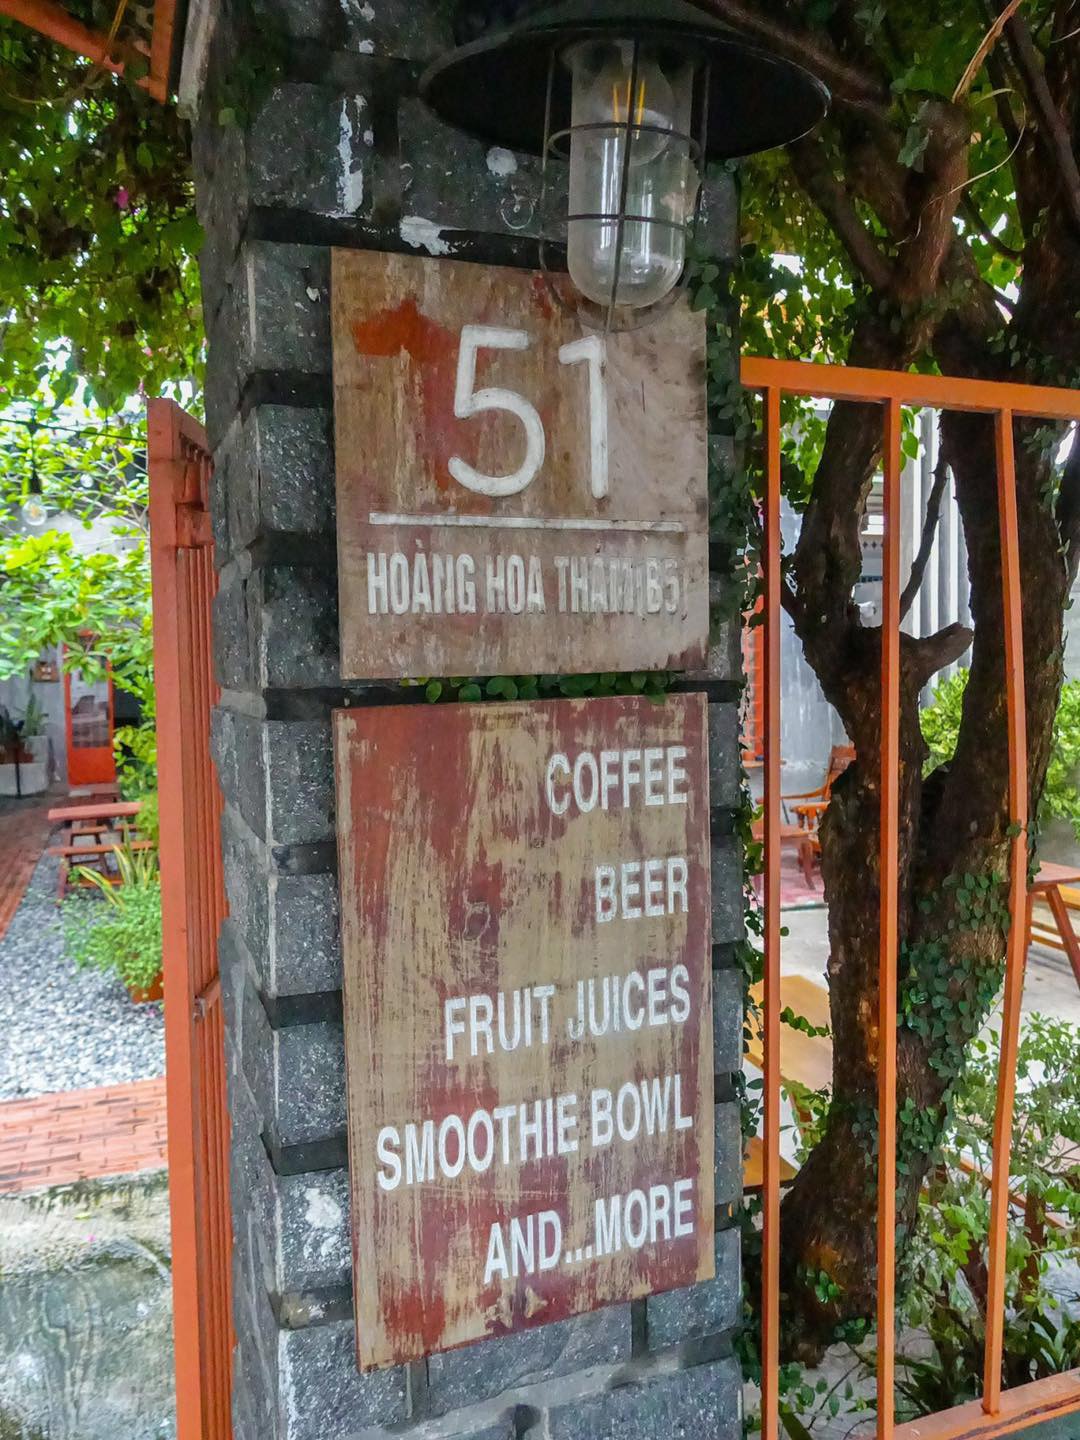 51
HOÀNG HOA THÁM(B5)
COFFEE
BEER
FRUIT JUICES
SMOOTHIE BOWL
AND...MORE